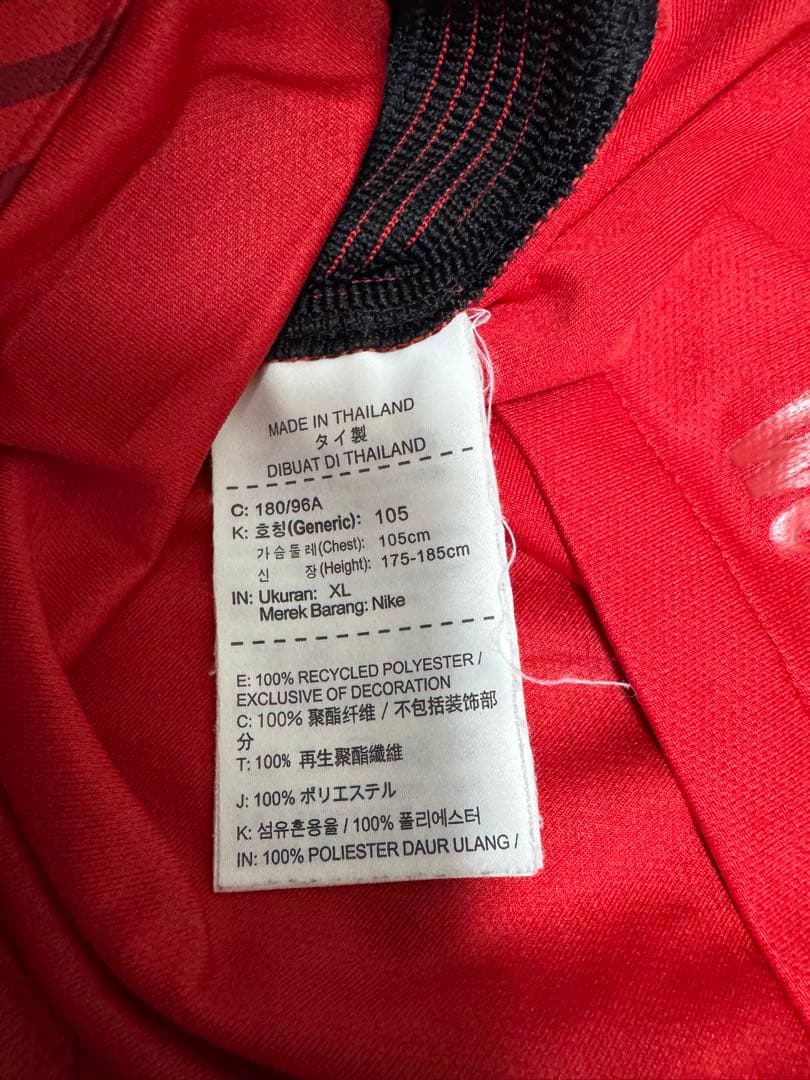 MADE IN THAILAND
タイ製
DIBUAT DI THAILAND
C: 180/96A
K: 호칭(Generic): 105
가슴둘레(Chest): 105cm
신 장(Height): 175-185cm
IN: Ukuran: XL
Merek Barang: Nike
E: 100% RECYCLED POLYESTER /
EXCLUSIVE OF DECORATION
C: 100% 聚酯纤维 / 不包括装饰部
分
T: 100% 再生聚酯纖維
J: 100% ポリエステル
K: 섬유혼용율 / 100% 폴리에스터
IN: 100% POLIESTER DAUR ULANG /